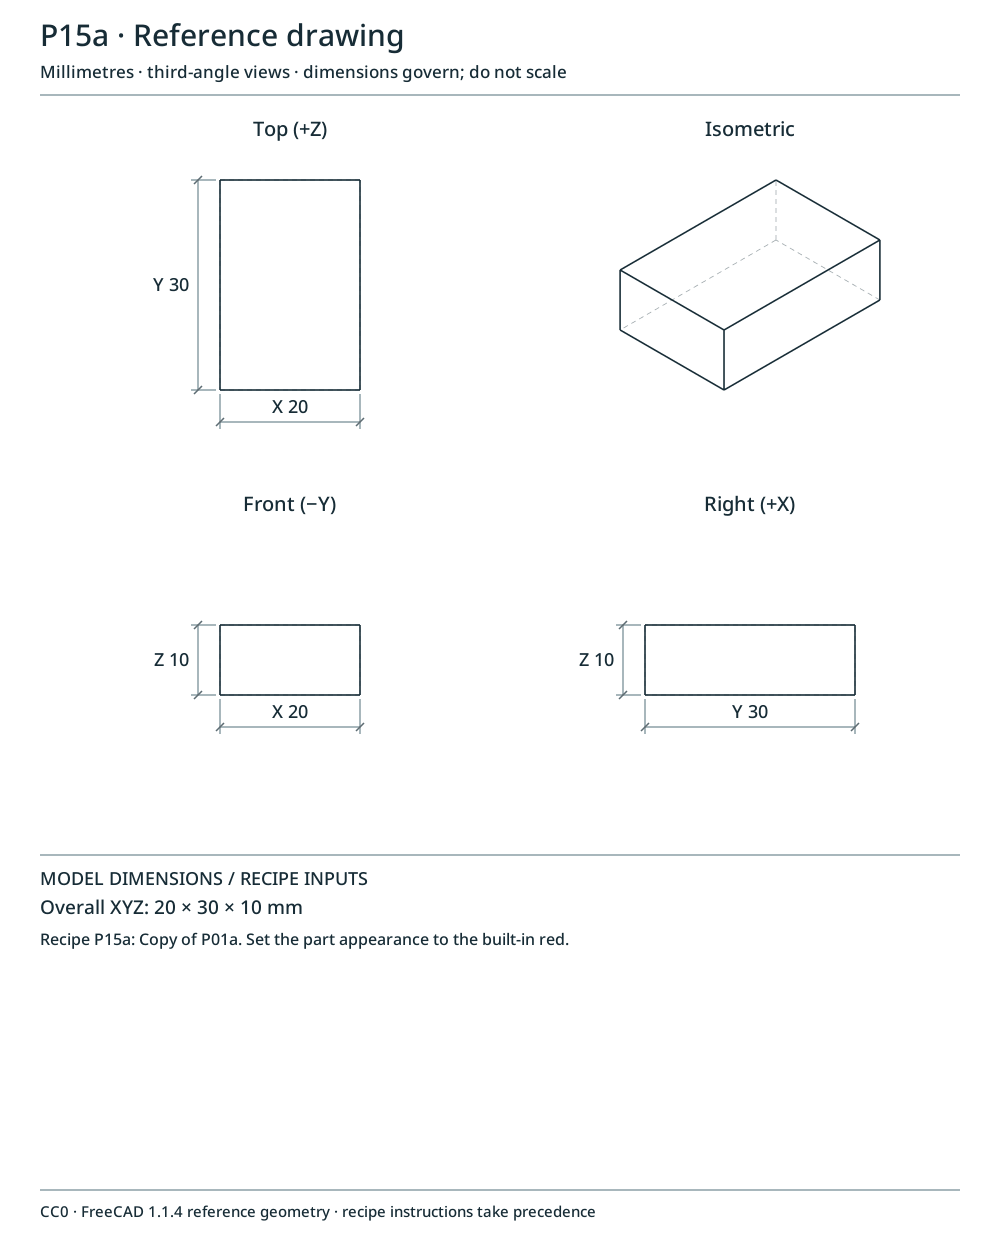 P15a · Reference drawing
Millimetres · third-angle views · dimensions govern; do not scale
Top (+Z)
Isometric
Y 30
X 20
Front (−Y)
Right (+X)
Z 10
X 20
Z 10
Y 30
MODEL DIMENSIONS / RECIPE INPUTS
Overall XYZ: 20 × 30 × 10 mm
Recipe P15a: Copy of P01a. Set the part appearance to the built-in red.
CC0 · FreeCAD 1.1.4 reference geometry · recipe instructions take precedence